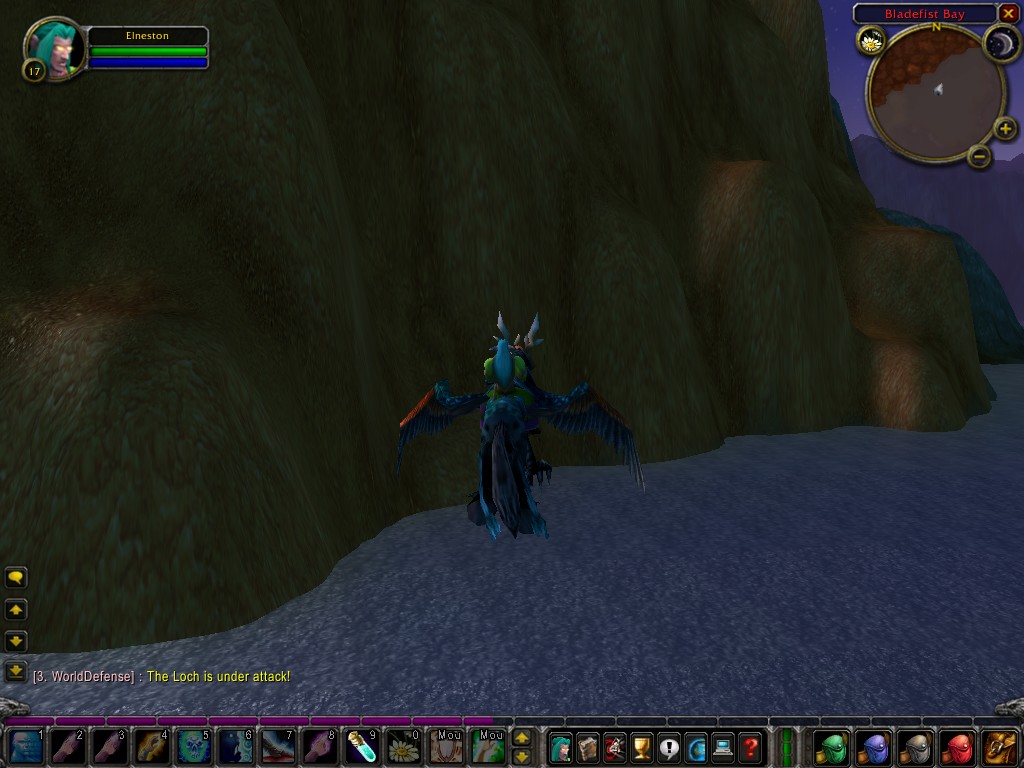 Elneston
17
Bladefist Bay
N
[3. WorldDefense] : The Loch is under attack!
1 2 3 4 5 6 7 8 9 0 Mou Mou